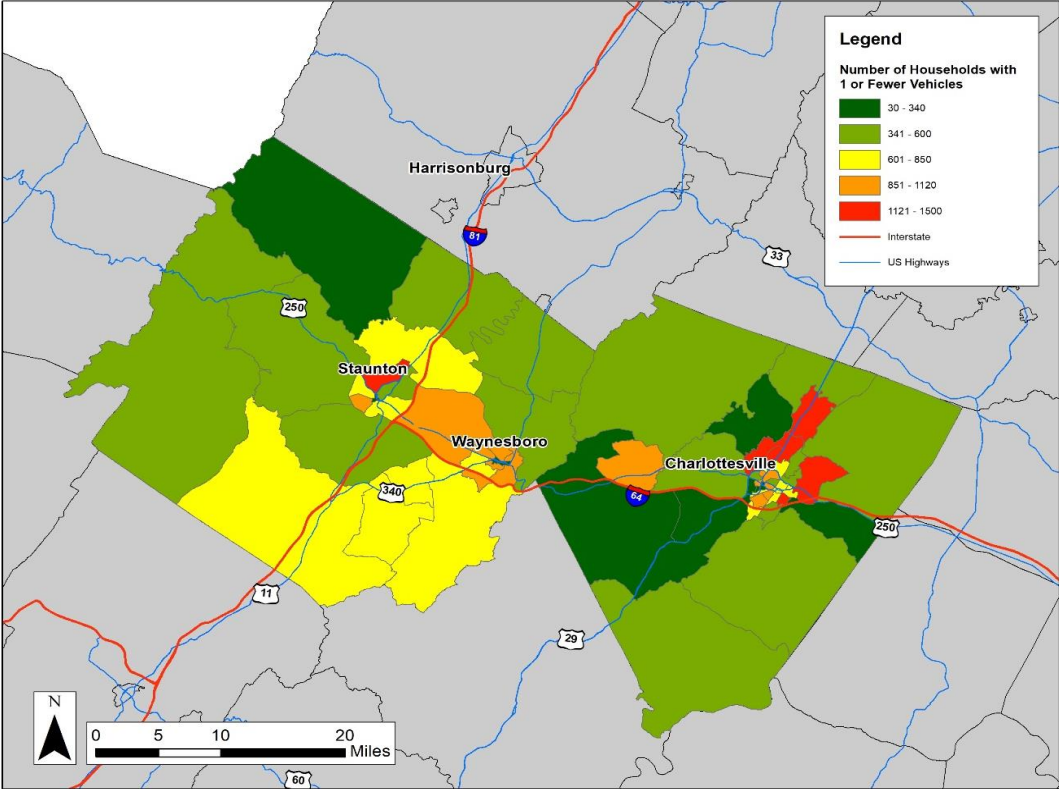 Legend
Number of Households with
1 or Fewer Vehicles
30 - 340
341 - 600
601 - 850
851 - 1120
1121 - 1500
Interstate
US Highways
Harrisonburg
81
33
250
Staunton
Waynesboro
Charlottesville
340
64
250
11
29
N
0 5 10 20
Miles
60